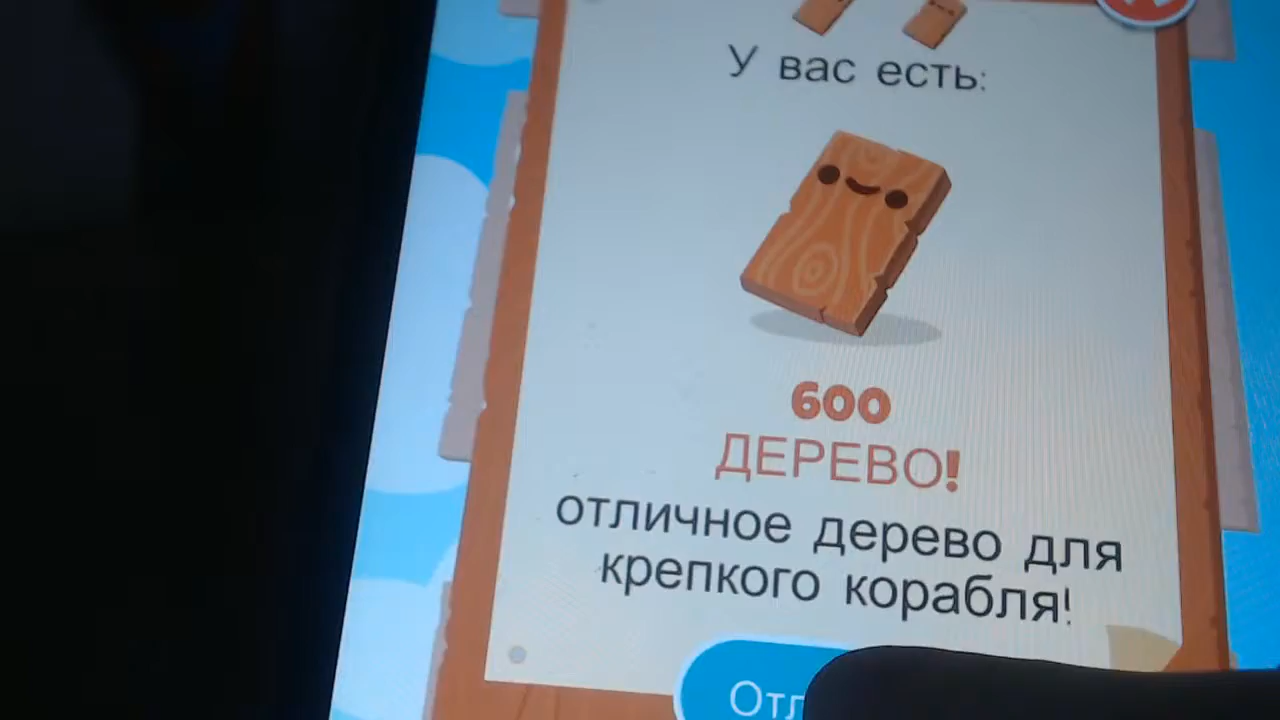 У вас есть:
600
ДЕРЕВО!
отличное дерево для
крепкого корабля!